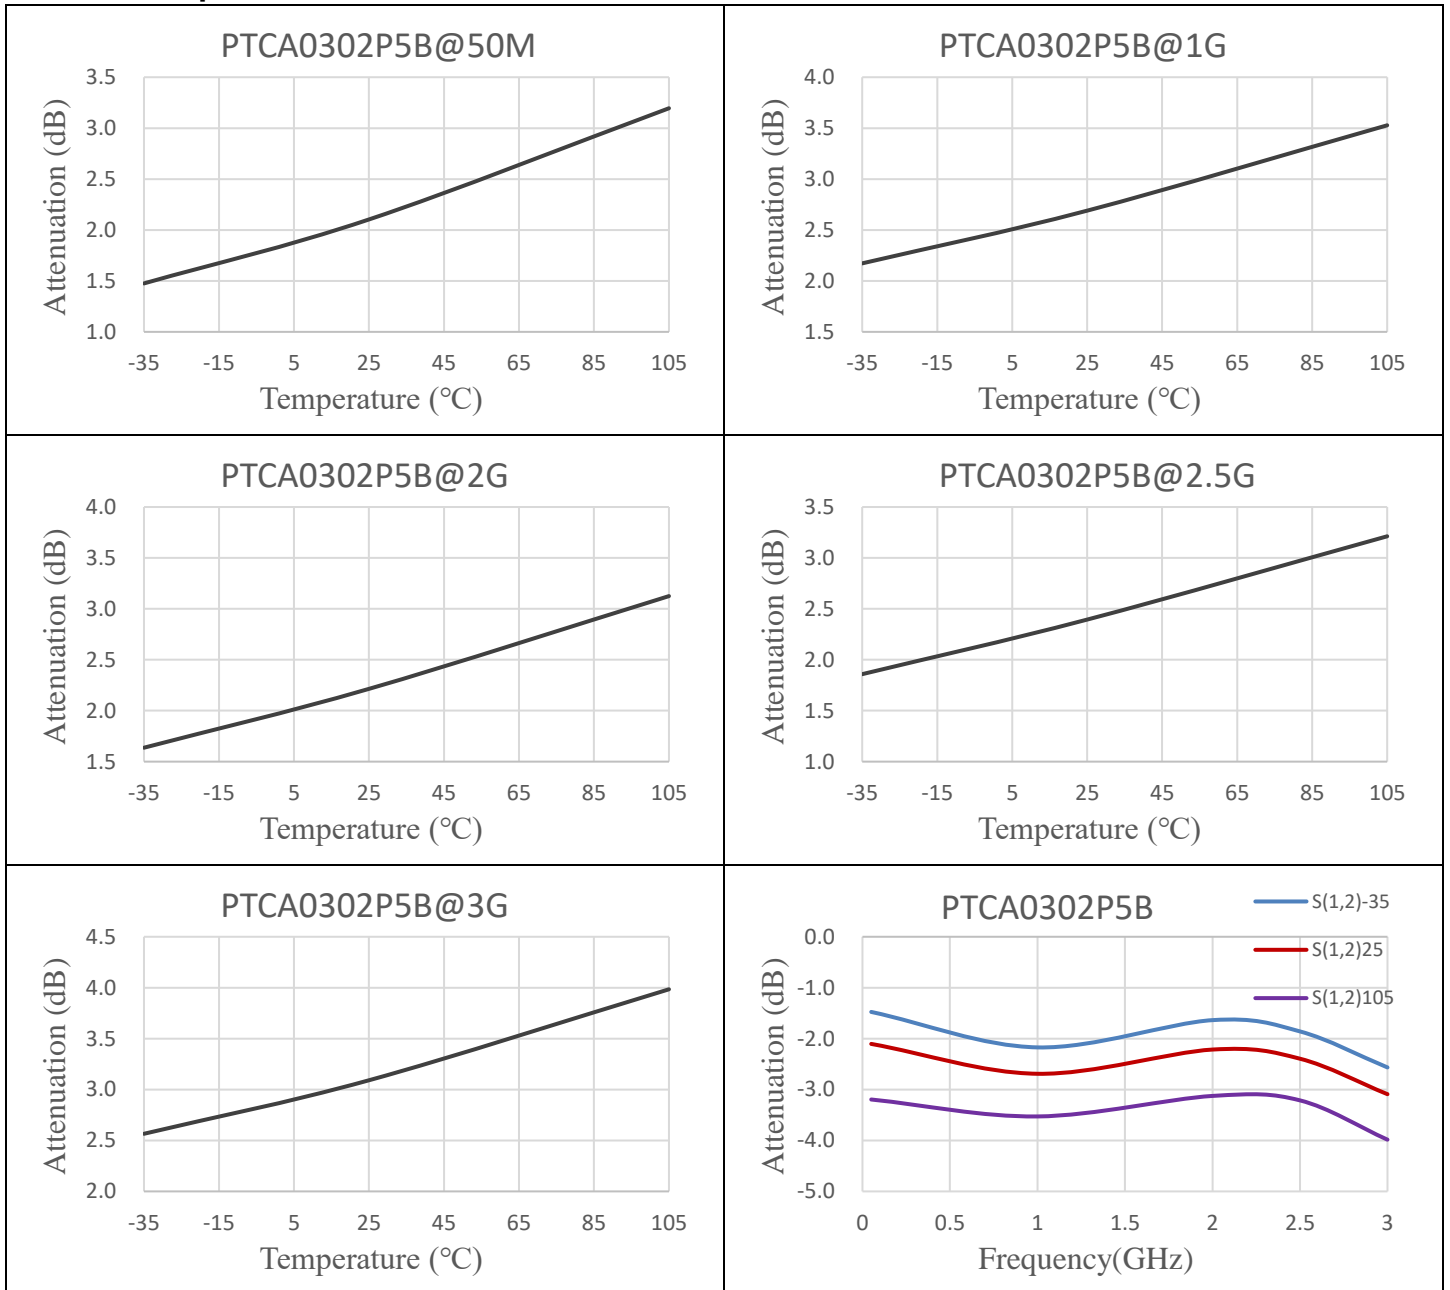 PTCA0302P5B@50M
Attenuation (dB)
3.5
3.0
2.5
2.0
1.5
1.0
-35 -15 5 25 45 65 85 105
Temperature (℃)
PTCA0302P5B@1G
Attenuation (dB)
4.0
3.5
3.0
2.5
2.0
1.5
-35 -15 5 25 45 65 85 105
Temperature (℃)
PTCA0302P5B@2G
Attenuation (dB)
4.0
3.5
3.0
2.5
2.0
1.5
-35 -15 5 25 45 65 85 105
Temperature (℃)
PTCA0302P5B@2.5G
Attenuation (dB)
3.5
3.0
2.5
2.0
1.5
1.0
-35 -15 5 25 45 65 85 105
Temperature (℃)
PTCA0302P5B@3G
Attenuation (dB)
4.5
4.0
3.5
3.0
2.5
2.0
-35 -15 5 25 45 65 85 105
Temperature (℃)
PTCA0302P5B
S(1,2)-35
S(1,2)25
S(1,2)105
Attenuation (dB)
0.0
-1.0
-2.0
-3.0
-4.0
-5.0
0 0.5 1 1.5 2 2.5 3
Frequency(GHz)